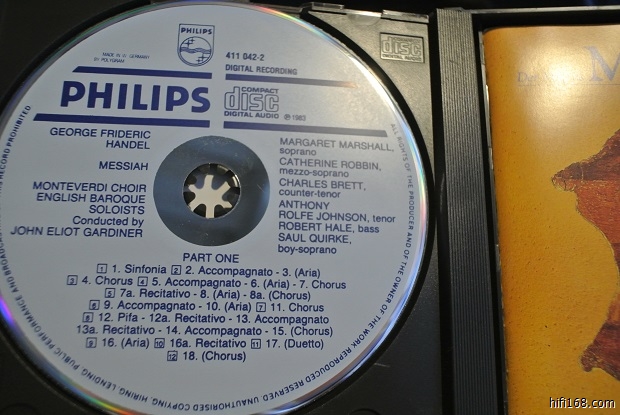 PHILIPS
MADE IN W. GERMANY
BY POLYGRAM
411 042-2
DIGITAL RECORDING
PHILIPS
COMPACT
disc
DIGITAL AUDIO
℗ 1983
GEORGE FRIDERIC
HANDEL
MESSIAH
MONTEVERDI CHOIR
ENGLISH BAROQUE
SOLOISTS
Conducted by
JOHN ELIOT GARDINER
MARGARET MARSHALL,
soprano
CATHERINE ROBBIN,
mezzo-soprano
CHARLES BRETT,
counter-tenor
ANTHONY
ROLFE JOHNSON, tenor
ROBERT HALE, bass
SAUL QUIRKE,
boy-soprano
PART ONE
1 1. Sinfonia 2 2. Accompagnato - 3. (Aria)
3 4. Chorus 4 5. Accompagnato - 6. (Aria) - 7. Chorus
5 7a. Recitativo - 8. (Aria) - 8a. (Chorus)
6 9. Accompagnato - 10. (Aria) 7 11. Chorus
8 12. Pifa - 12a. Recitativo - 13. Accompagnato
13a. Recitativo - 14. Accompagnato - 15. (Chorus)
9 16. (Aria) 10 16a. Recitativo 11 17. (Duetto)
12 18. (Chorus)
ALL RIGHTS OF THE PRODUCER AND OF THE OWNER OF THE WORK REPRODUCED RESERVED UNAUTHORISED COPYING, HIRING, LENDING, PUBLIC PERFORMANCE AND BROADCAS THIS RECORD PROHIBITED
disc
M
hifi168.com